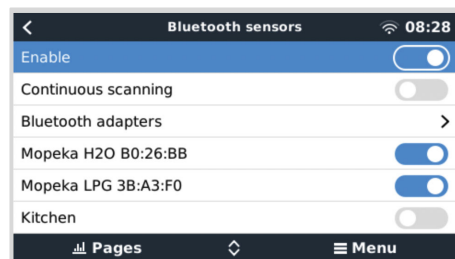 Bluetooth sensors 08:28
Enable
Continuous scanning
Bluetooth adapters
Mopeka H2O B0:26:BB
Mopeka LPG 3B:A3:F0
Kitchen
Pages Menu